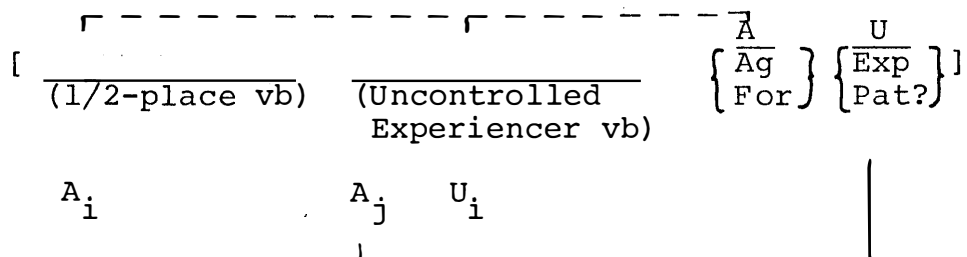 A U
[ { Ag For } { Exp Pat? } ]
(1/2-place vb) (Uncontrolled
Experiencer vb)
A_i A_j U_i